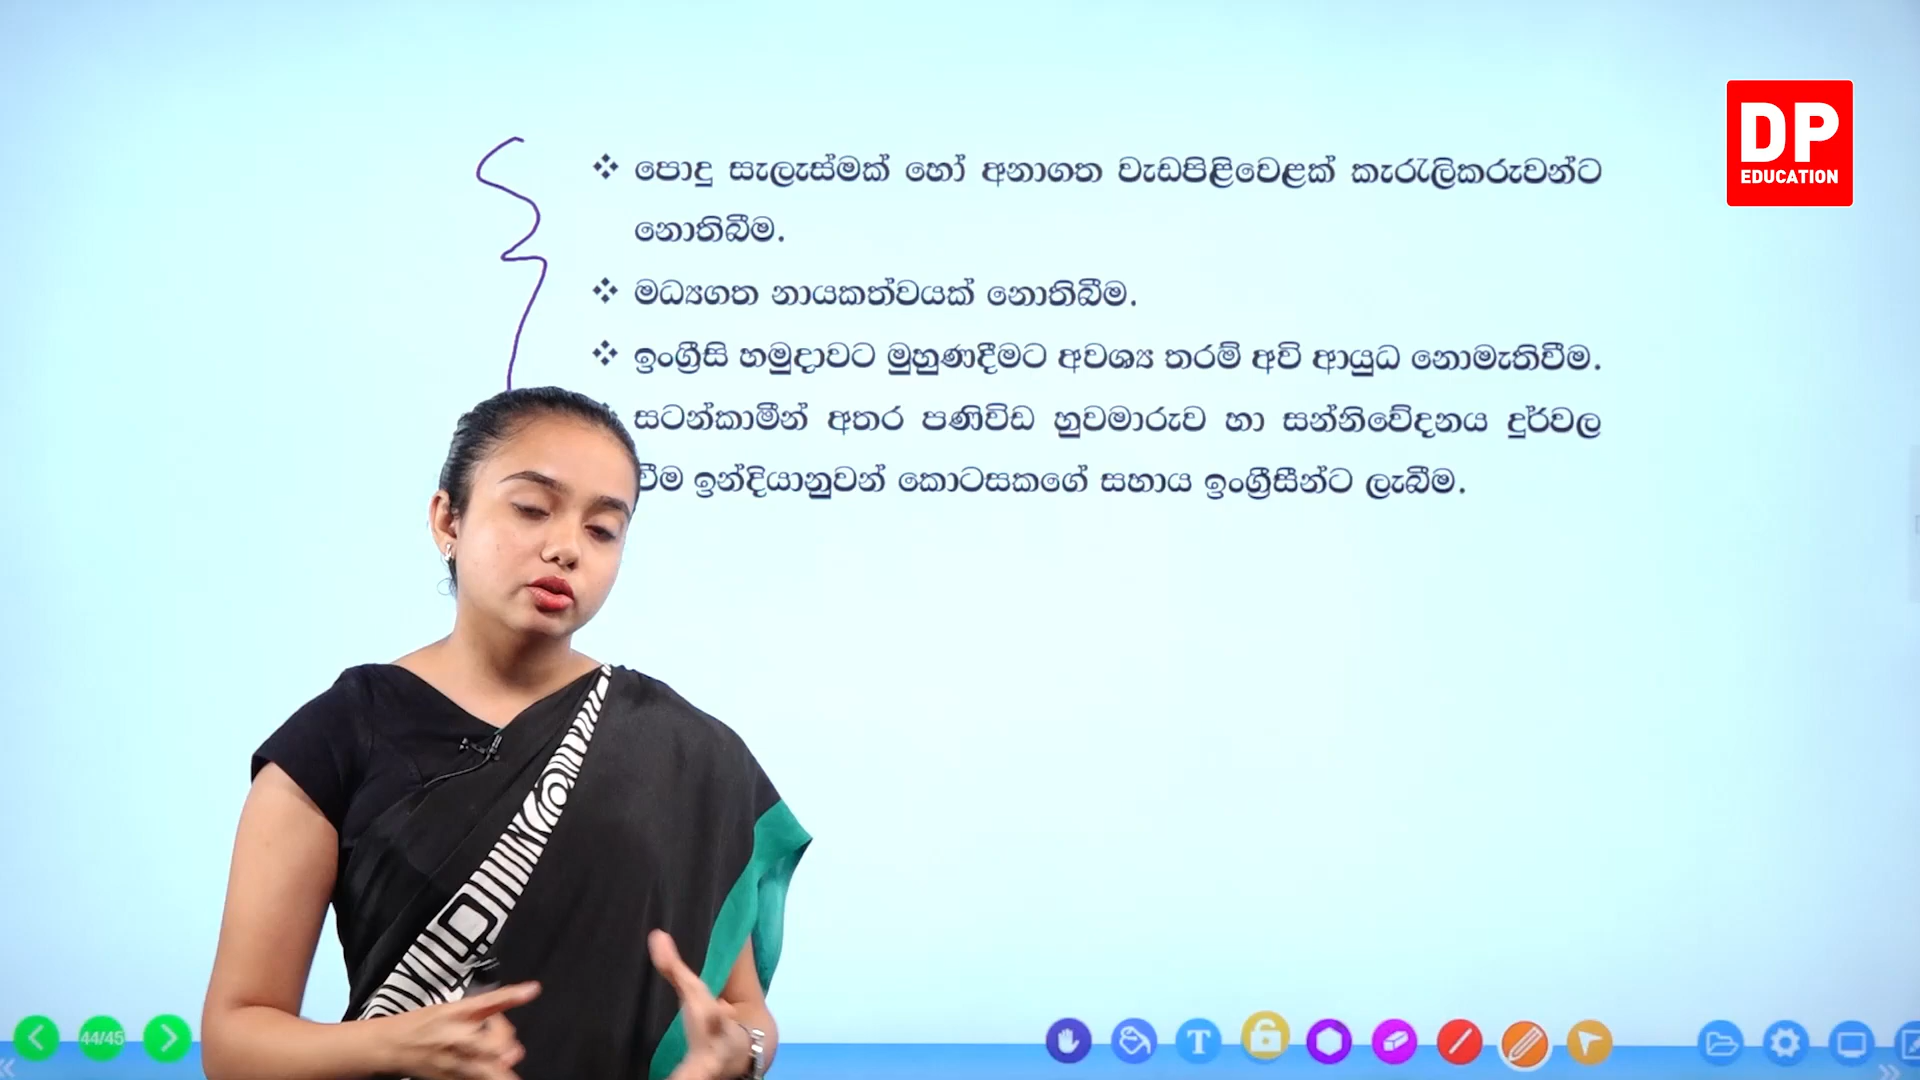 DP
EDUCATION
❖ පොදු සැලැස්මක් හෝ අනාගත වැඩපිළිවෙළක් කැරැලිකරුවන්ට
නොතිබීම.
❖ මධ්‍යගත නායකත්වයක් නොතිබීම.
❖ ඉංග්‍රීසි හමුදාවට මුහුණදීමට අවශ්‍ය තරම් අවි ආයුධ නොමැතිවීම.
සටන්කාමීන් අතර පණිවිඩ හුවමාරුව හා සන්නිවේදනය දුර්වල
වීම ඉන්දියානුවන් කොටසකගේ සහාය ඉංග්‍රීසීන්ට ලැබීම.
44/45
T